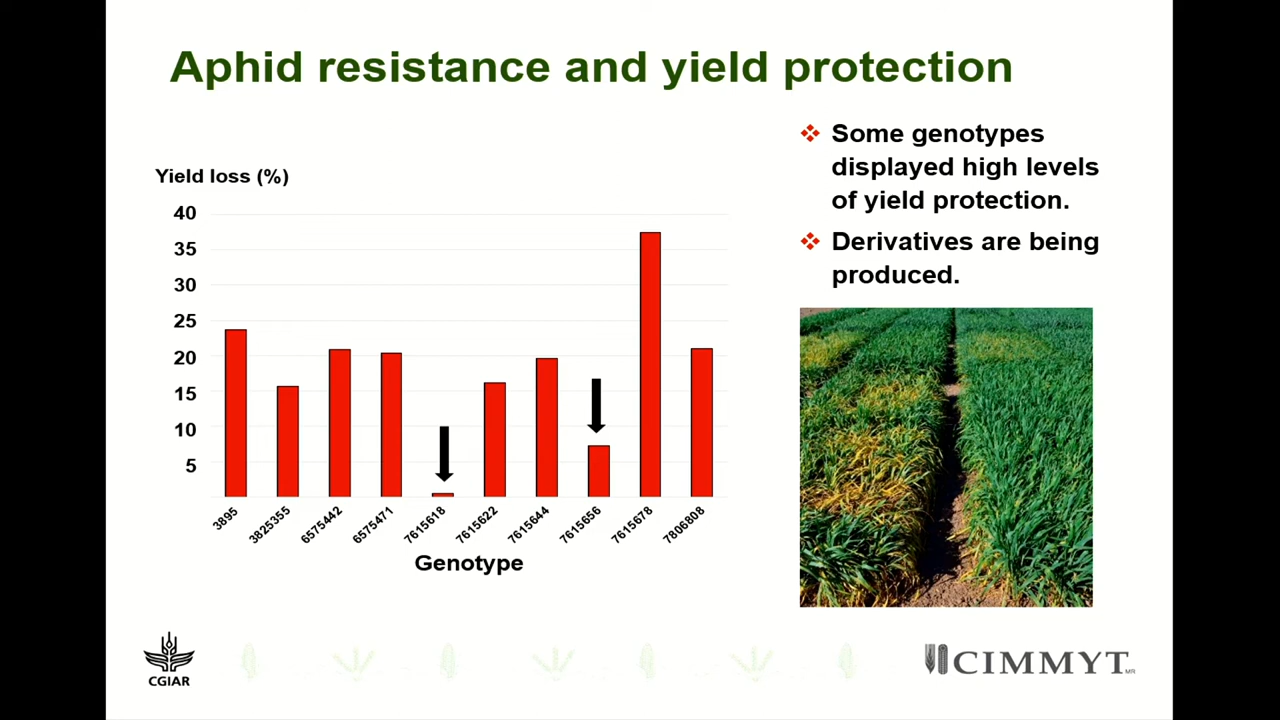 Aphid resistance and yield protection
Yield loss (%)
40
35
30
25
20
15
10
5
3895
3825355
6575442
6575471
7615618
7615622
7615644
7615656
7615678
7806808
Genotype
❖ Some genotypes
displayed high levels
of yield protection.
❖ Derivatives are being
produced.
CGIAR
CIMMYT
MR